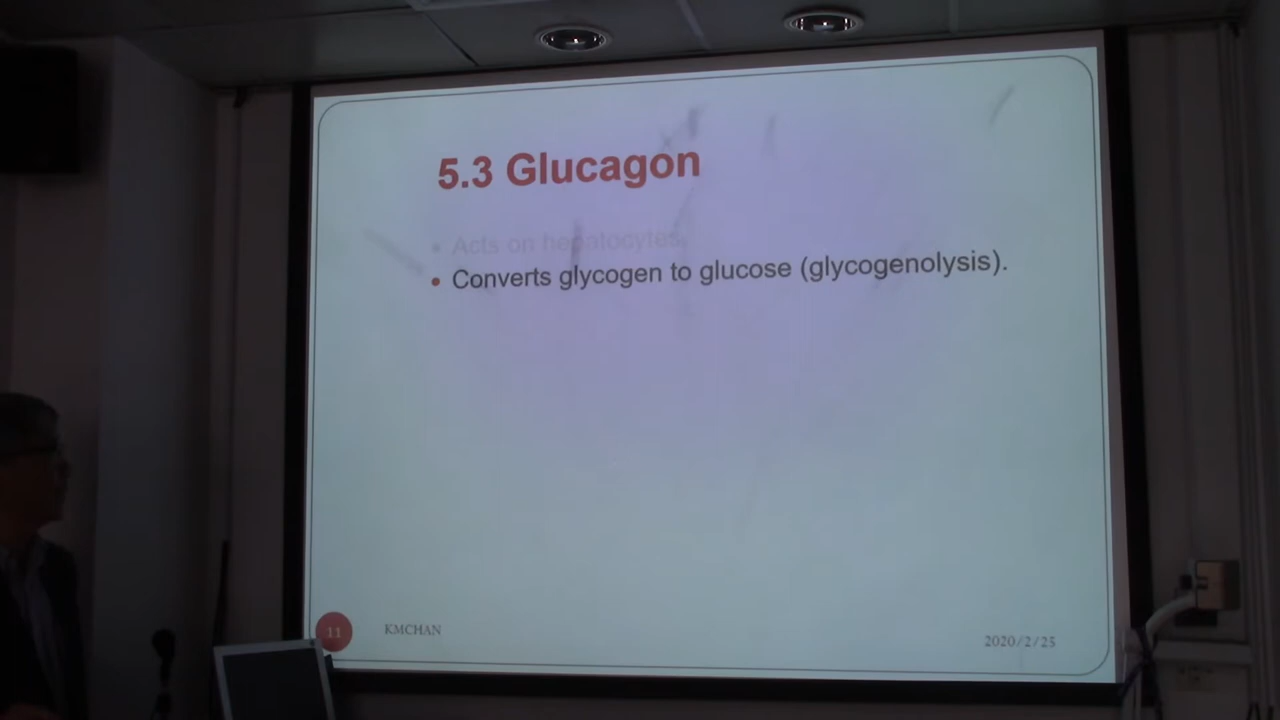 5.3 Glucagon
• Acts on hepatocytes.
• Converts glycogen to glucose (glycogenolysis).
11
KMCHAN
2020/2/25